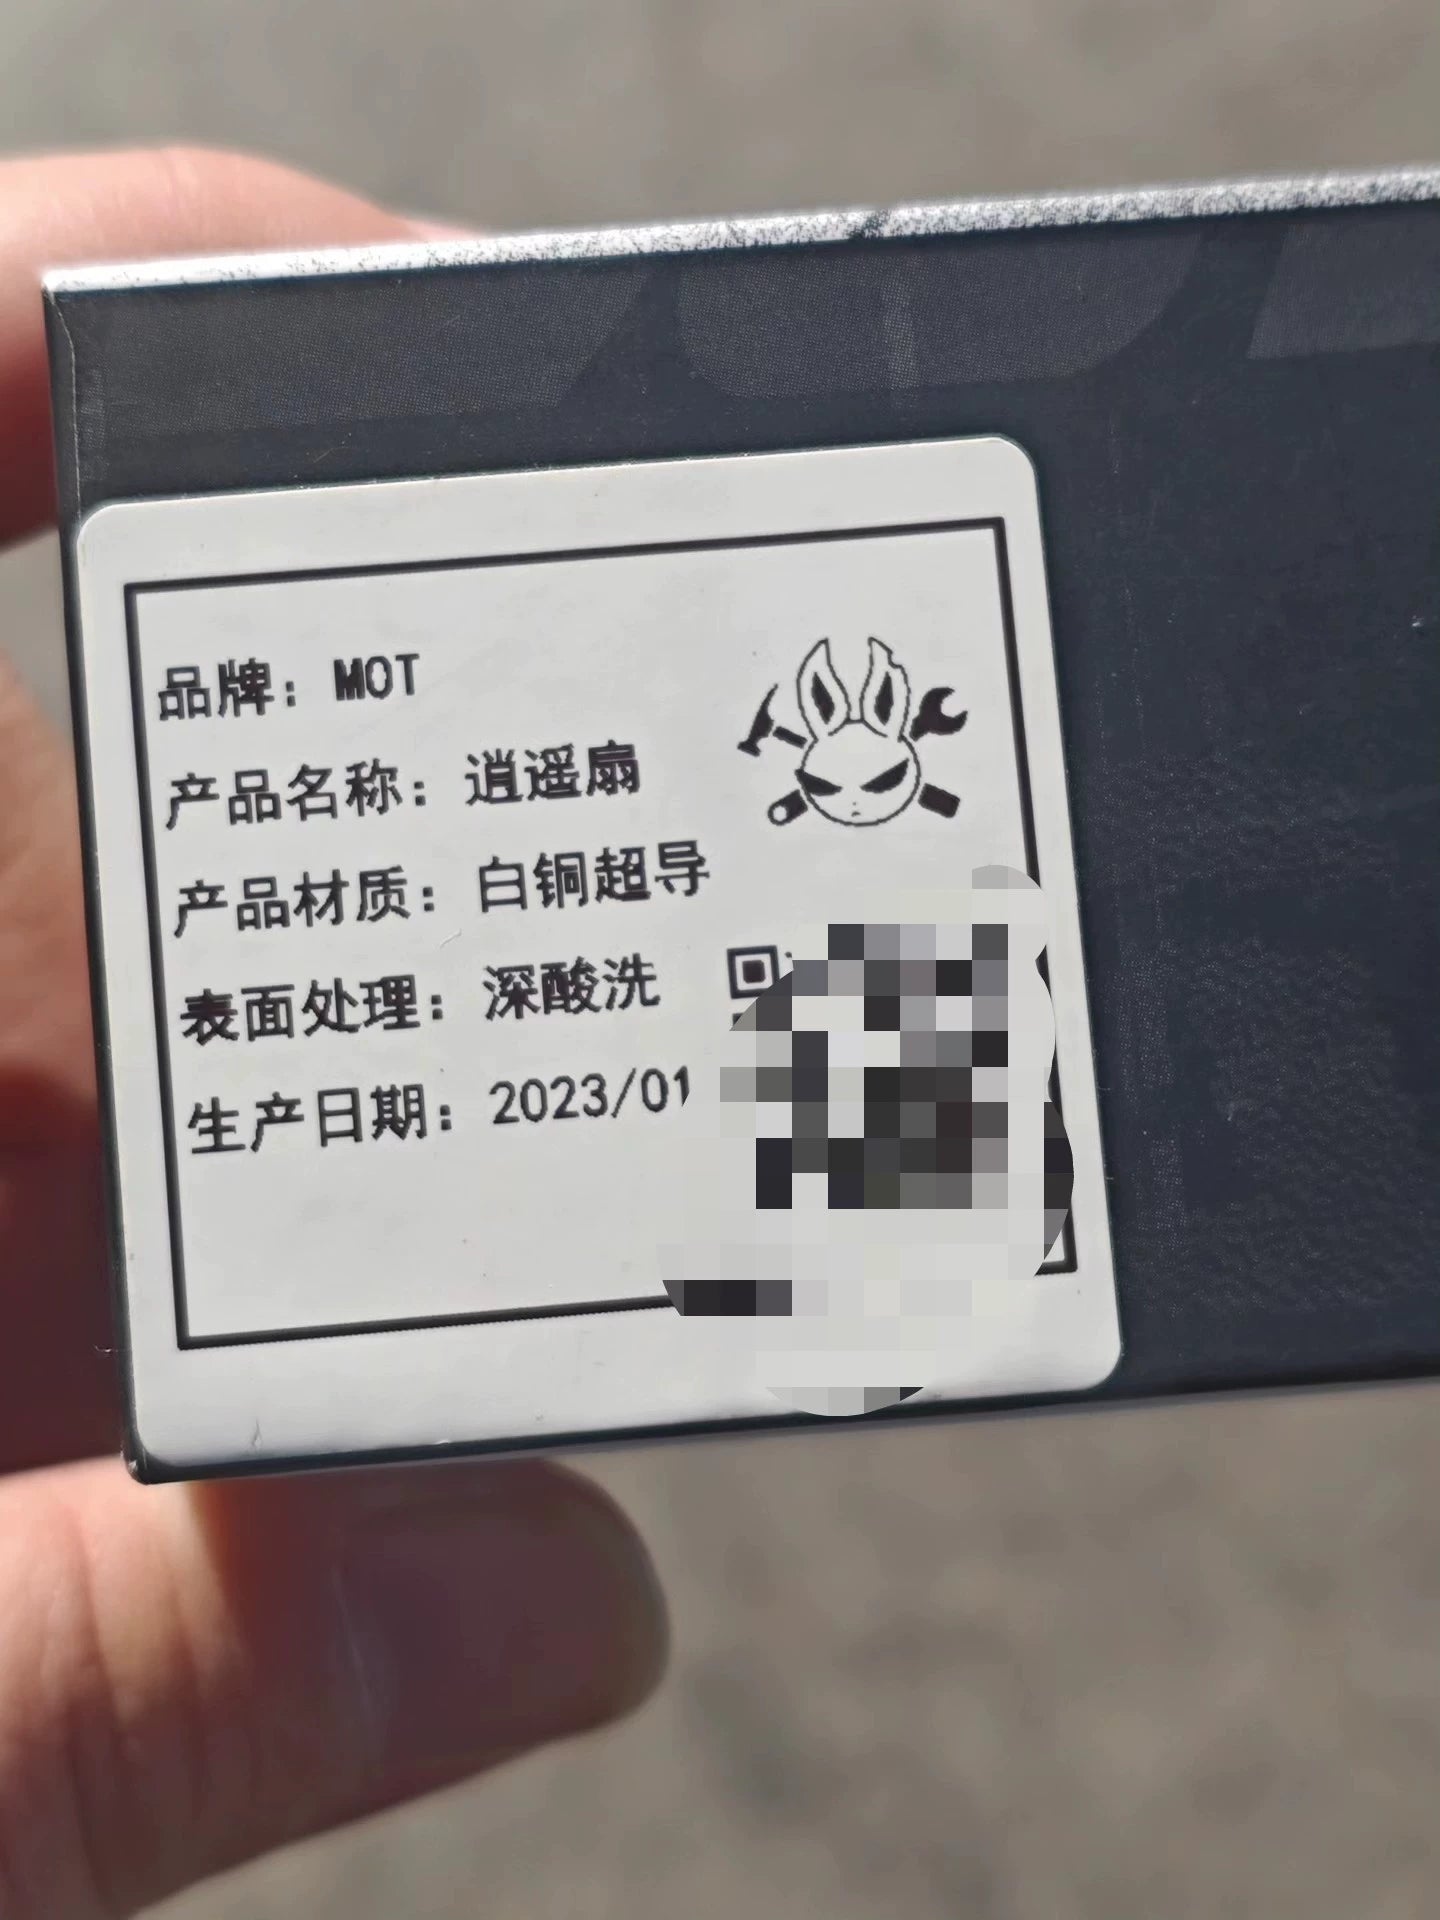 品牌：MOT
产品名称：逍遥扇
产品材质：白铜超导
表面处理：深酸洗
生产日期：2023/01